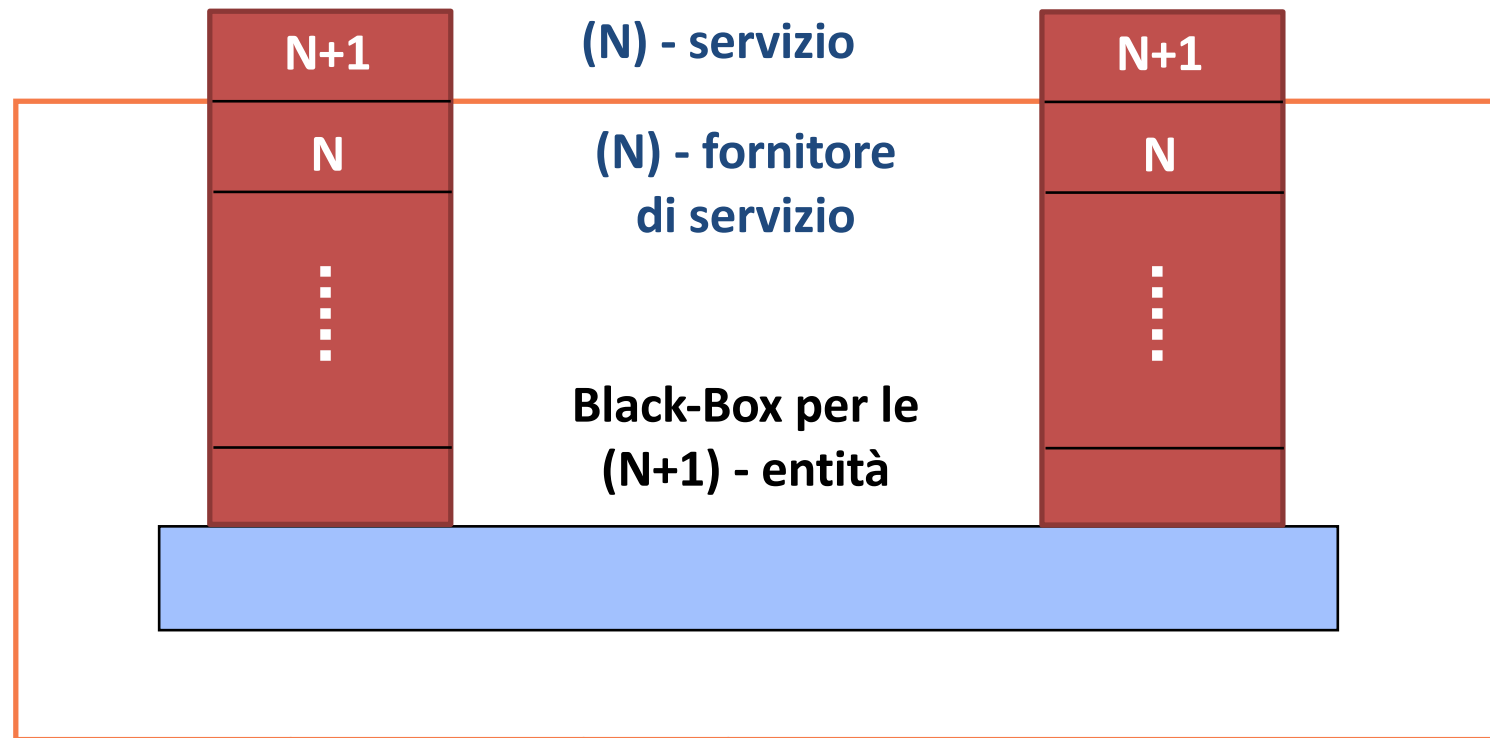 N+1
(N) - servizio
N+1
N
(N) - fornitore
di servizio
N
Black-Box per le
(N+1) - entità